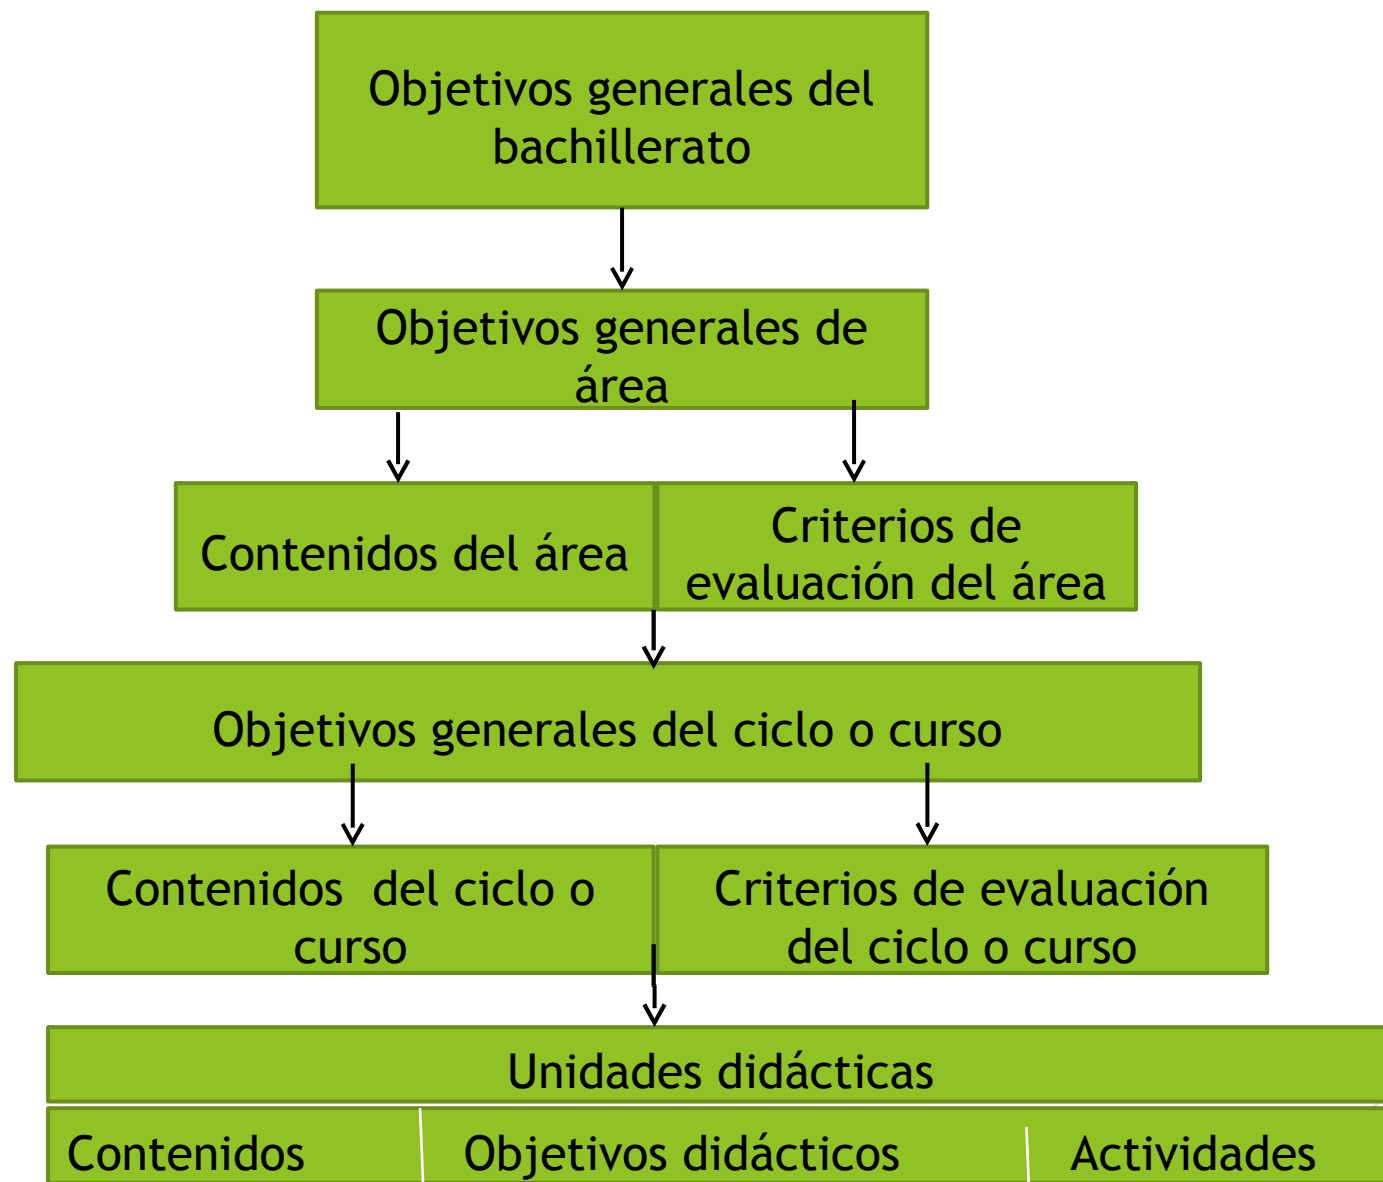 Objetivos generales del
bachillerato
Objetivos generales de
área
Contenidos del área
Criterios de
evaluación del área
Objetivos generales del ciclo o curso
Contenidos del ciclo o
curso
Criterios de evaluación
del ciclo o curso
Unidades didácticas
Contenidos
Objetivos didácticos
Actividades